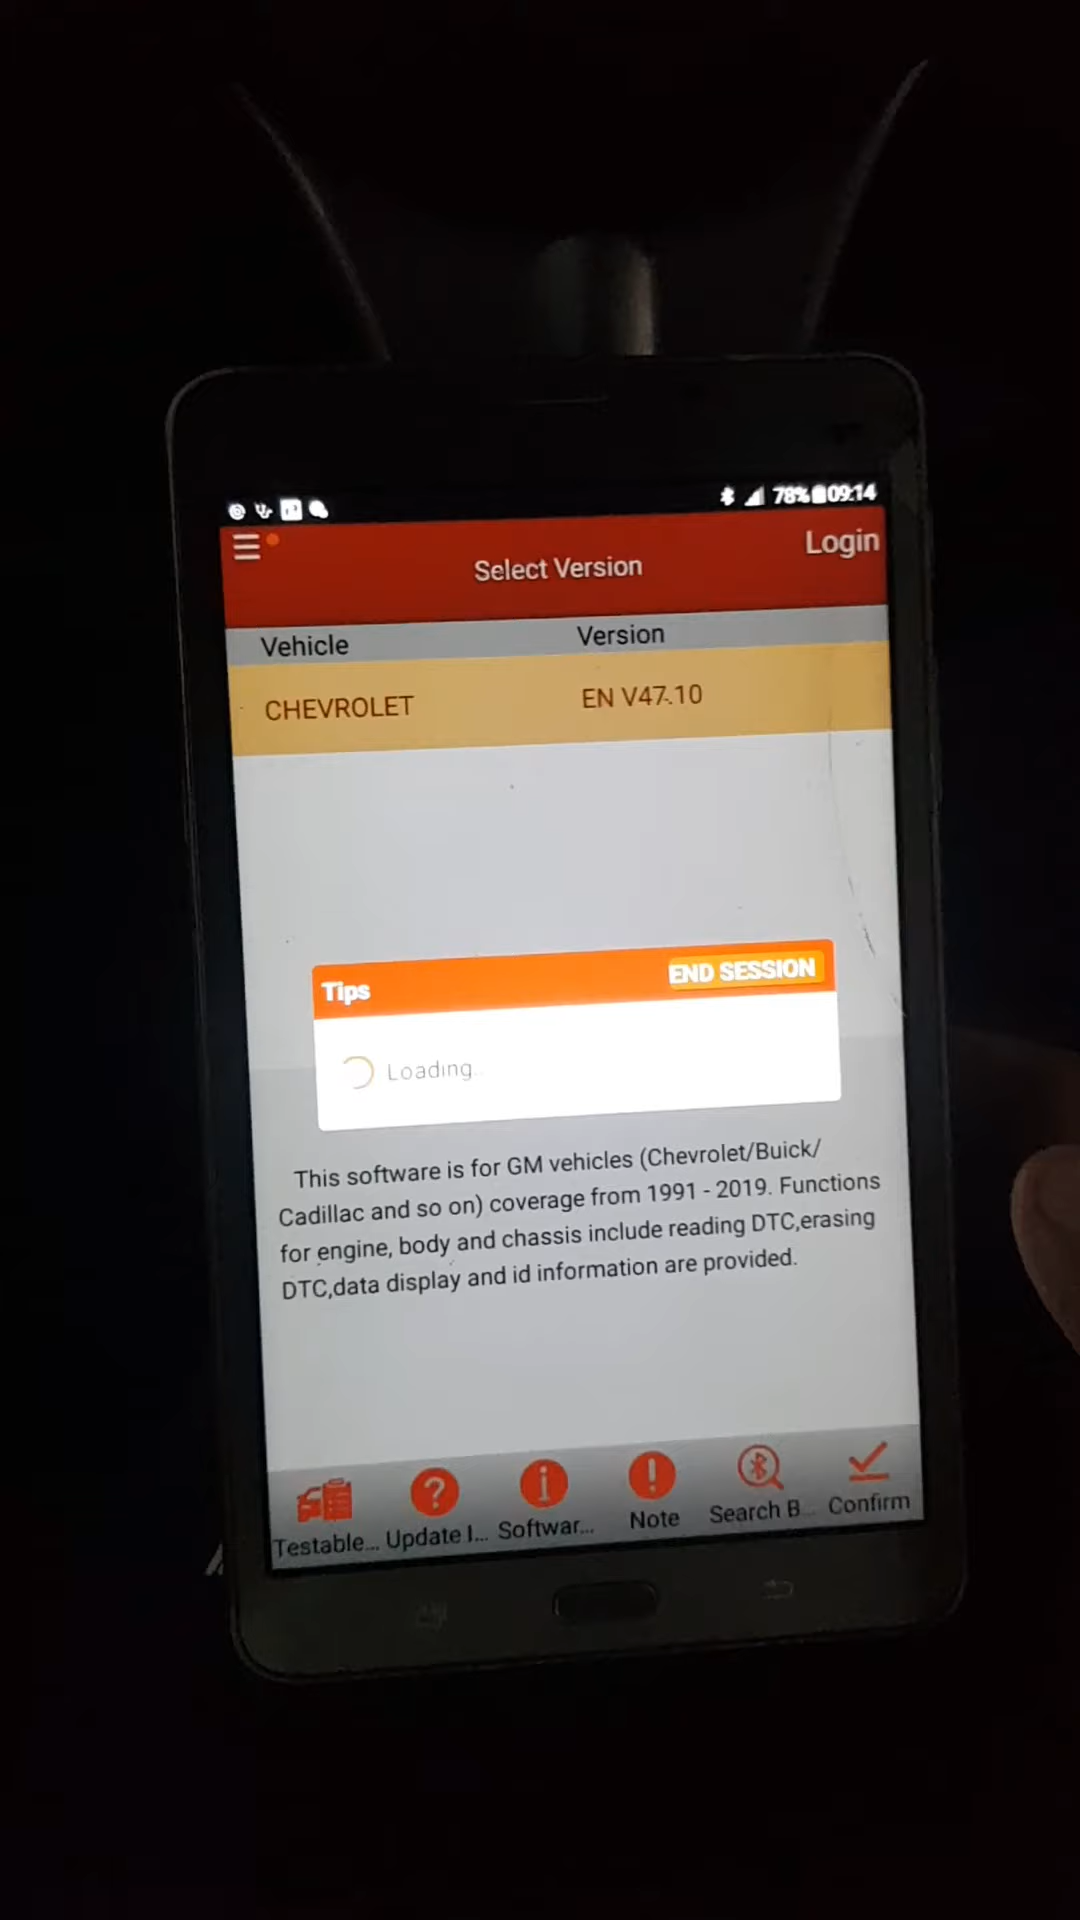 78% 09:14
Login
Select Version
Vehicle Version
CHEVROLET EN V47.10
Tips END SESSION
Loading..
This software is for GM vehicles (Chevrolet/Buick/
Cadillac and so on) coverage from 1991 - 2019. Functions
for engine, body and chassis include reading DTC,erasing
DTC,data display and id information are provided.
Testable... Update I... Softwar... Note Search B... Confirm